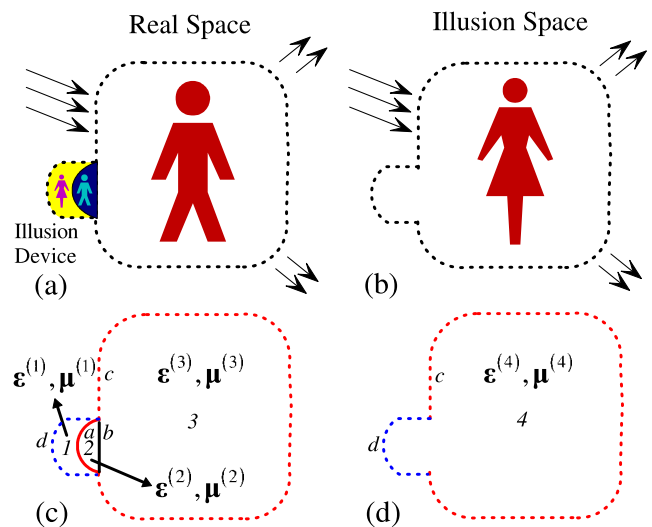 Real Space
Illusion Space
Illusion
Device
(a)
(b)
ε⁽¹⁾, μ⁽¹⁾
c
ε⁽³⁾, μ⁽³⁾
3
d
1
a
2
b
ε⁽²⁾, μ⁽²⁾
(c)
c
ε⁽⁴⁾, μ⁽⁴⁾
4
d
(d)